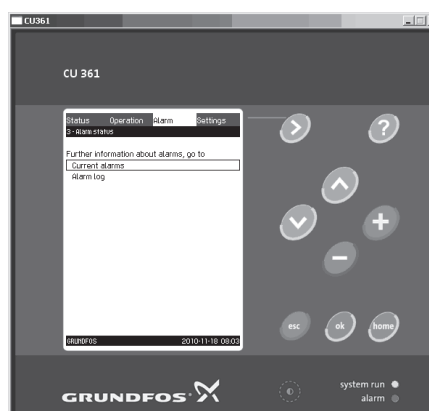 CU361
CU 361
Status Operation Alarm Settings
3 - Alarm status
Further information about alarms, go to
Current alarms
Alarm log
GRUNDFOS 2010-11-18 08:03
> ?
+
−
esc ok home
GRUNDFOS
system run
alarm